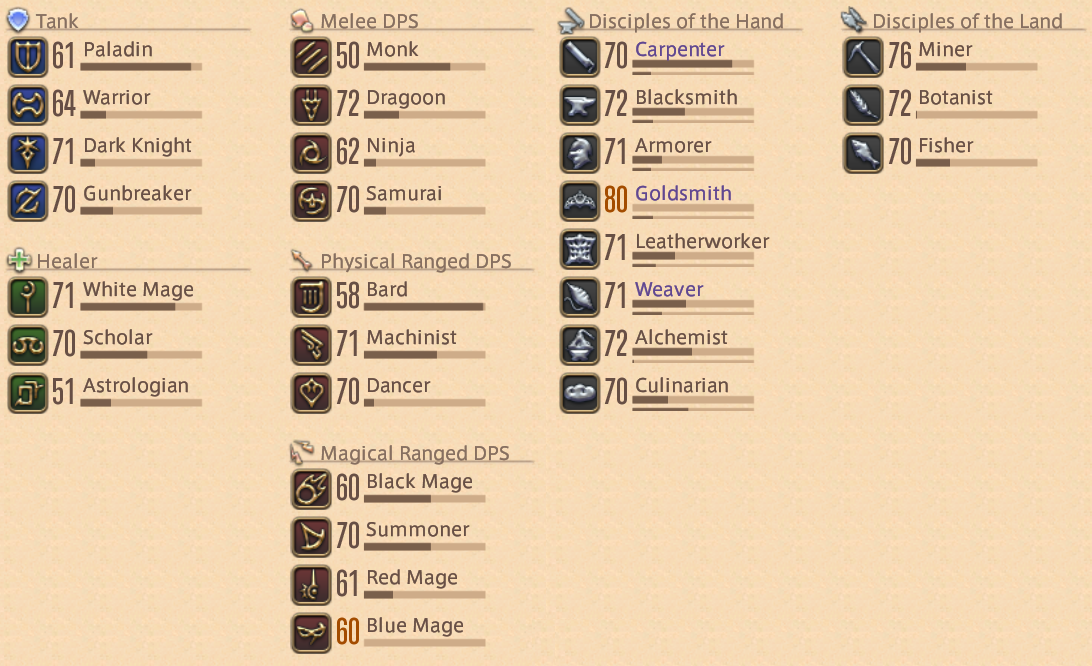 Tank
61 Paladin
64 Warrior
71 Dark Knight
70 Gunbreaker
Healer
71 White Mage
70 Scholar
51 Astrologian
Melee DPS
50 Monk
72 Dragoon
62 Ninja
70 Samurai
Physical Ranged DPS
58 Bard
71 Machinist
70 Dancer
Magical Ranged DPS
60 Black Mage
70 Summoner
61 Red Mage
60 Blue Mage
Disciples of the Hand
70 Carpenter
72 Blacksmith
71 Armorer
80 Goldsmith
71 Leatherworker
71 Weaver
72 Alchemist
70 Culinarian
Disciples of the Land
76 Miner
72 Botanist
70 Fisher